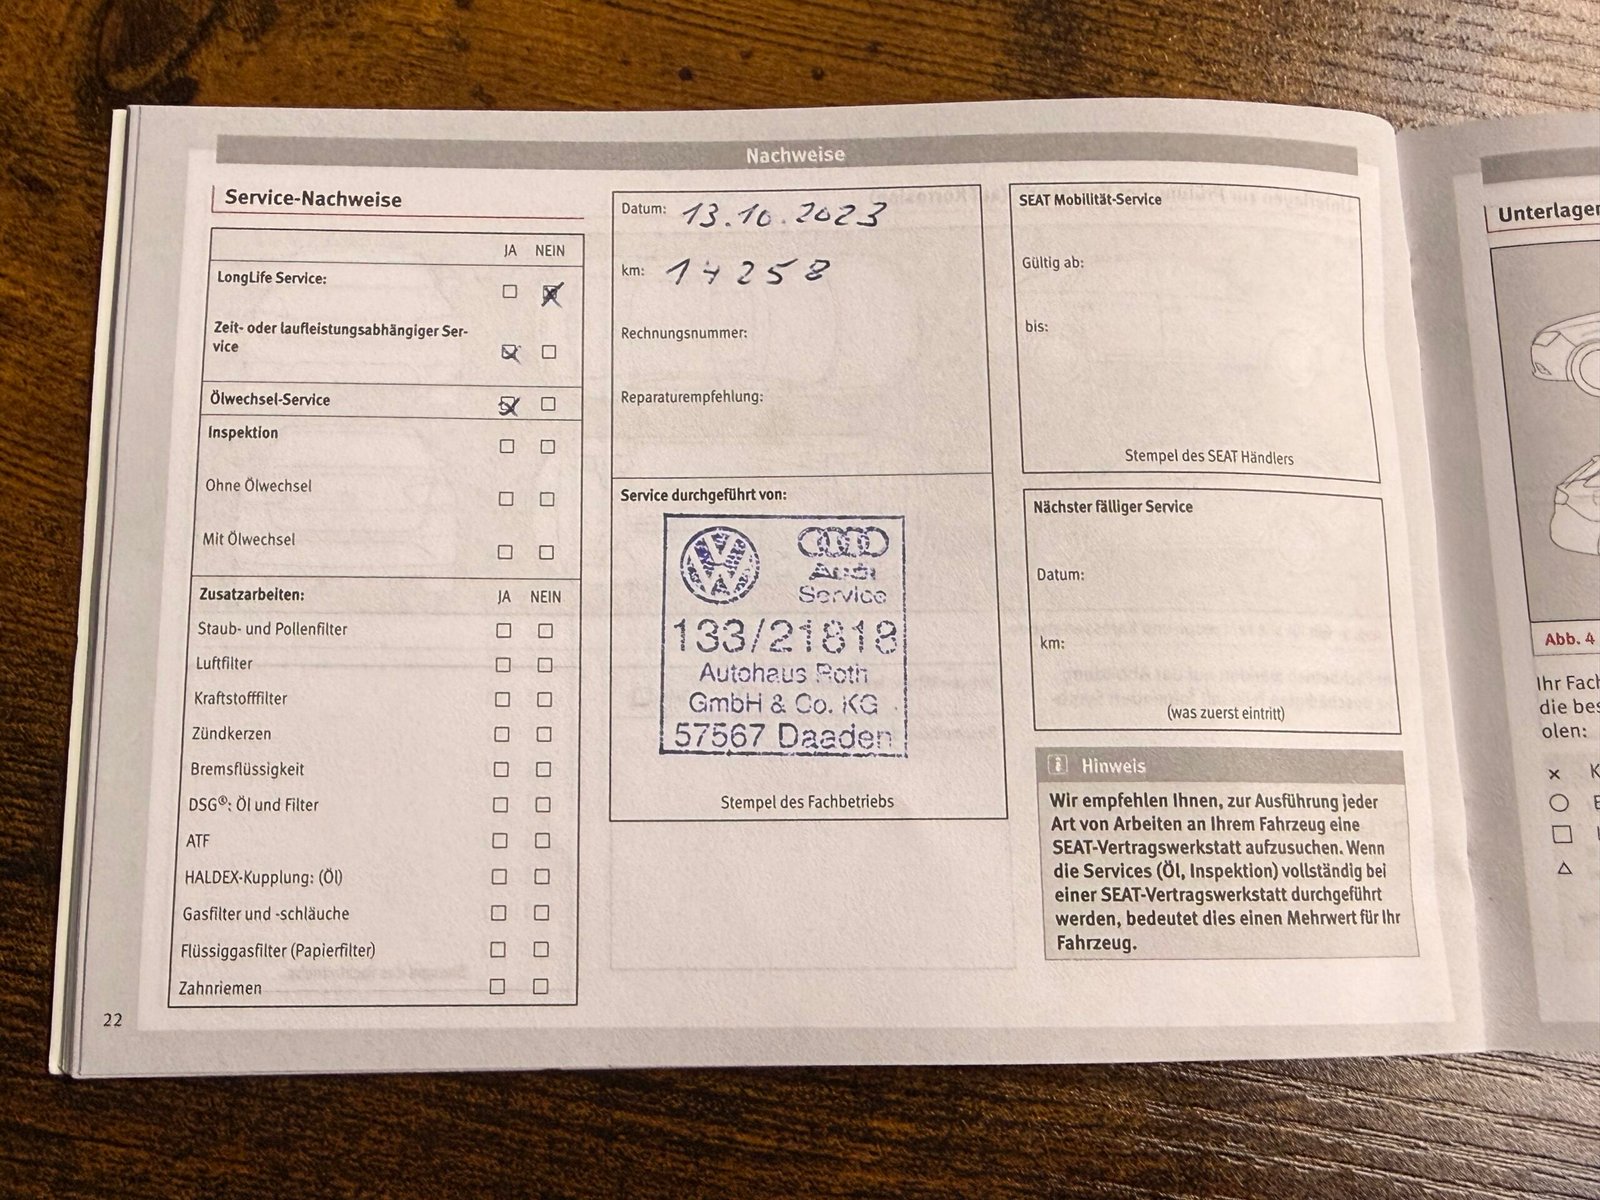 Nachweise
Service-Nachweise
JA NEIN
LongLife Service:
Zeit- oder laufleistungsabhängiger Ser-
vice
Ölwechsel-Service
Inspektion
Ohne Ölwechsel
Mit Ölwechsel
Zusatzarbeiten: JA NEIN
Staub- und Pollenfilter
Luftfilter
Kraftstofffilter
Zündkerzen
Bremsflüssigkeit
DSG®: Öl und Filter
ATF
HALDEX-Kupplung: (Öl)
Gasfilter und -schläuche
Flüssiggasfilter (Papierfilter)
Zahnriemen
22
Datum: 13.10.2023
km: 14258
Rechnungsnummer:
Reparaturempfehlung:
Service durchgeführt von:
Audi
Service
133/21818
Autohaus Roth
GmbH & Co. KG
57567 Daaden
Stempel des Fachbetriebs
SEAT Mobilität-Service
Gültig ab:
bis:
Stempel des SEAT Händlers
Nächster fälliger Service
Datum:
km:
(was zuerst eintritt)
Hinweis
Wir empfehlen Ihnen, zur Ausführung jeder
Art von Arbeiten an Ihrem Fahrzeug eine
SEAT-Vertragswerkstatt aufzusuchen. Wenn
die Services (Öl, Inspektion) vollständig bei
einer SEAT-Vertragswerkstatt durchgeführt
werden, bedeutet dies einen Mehrwert für Ihr
Fahrzeug.
Unterlagen
Abb. 4
Ihr Fach
die bes
olen: